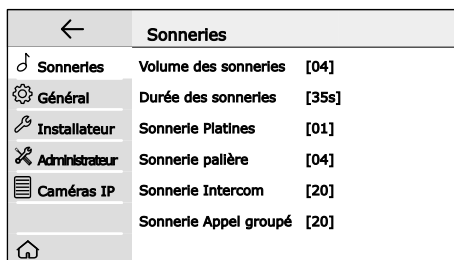 Sonneries
Sonneries
Volume des sonneries [04]
Général
Durée des sonneries [35s]
Installateur
Sonnerie Platines [01]
Administrateur
Sonnerie palière [04]
Caméras IP
Sonnerie Intercom [20]
Sonnerie Appel groupé [20]